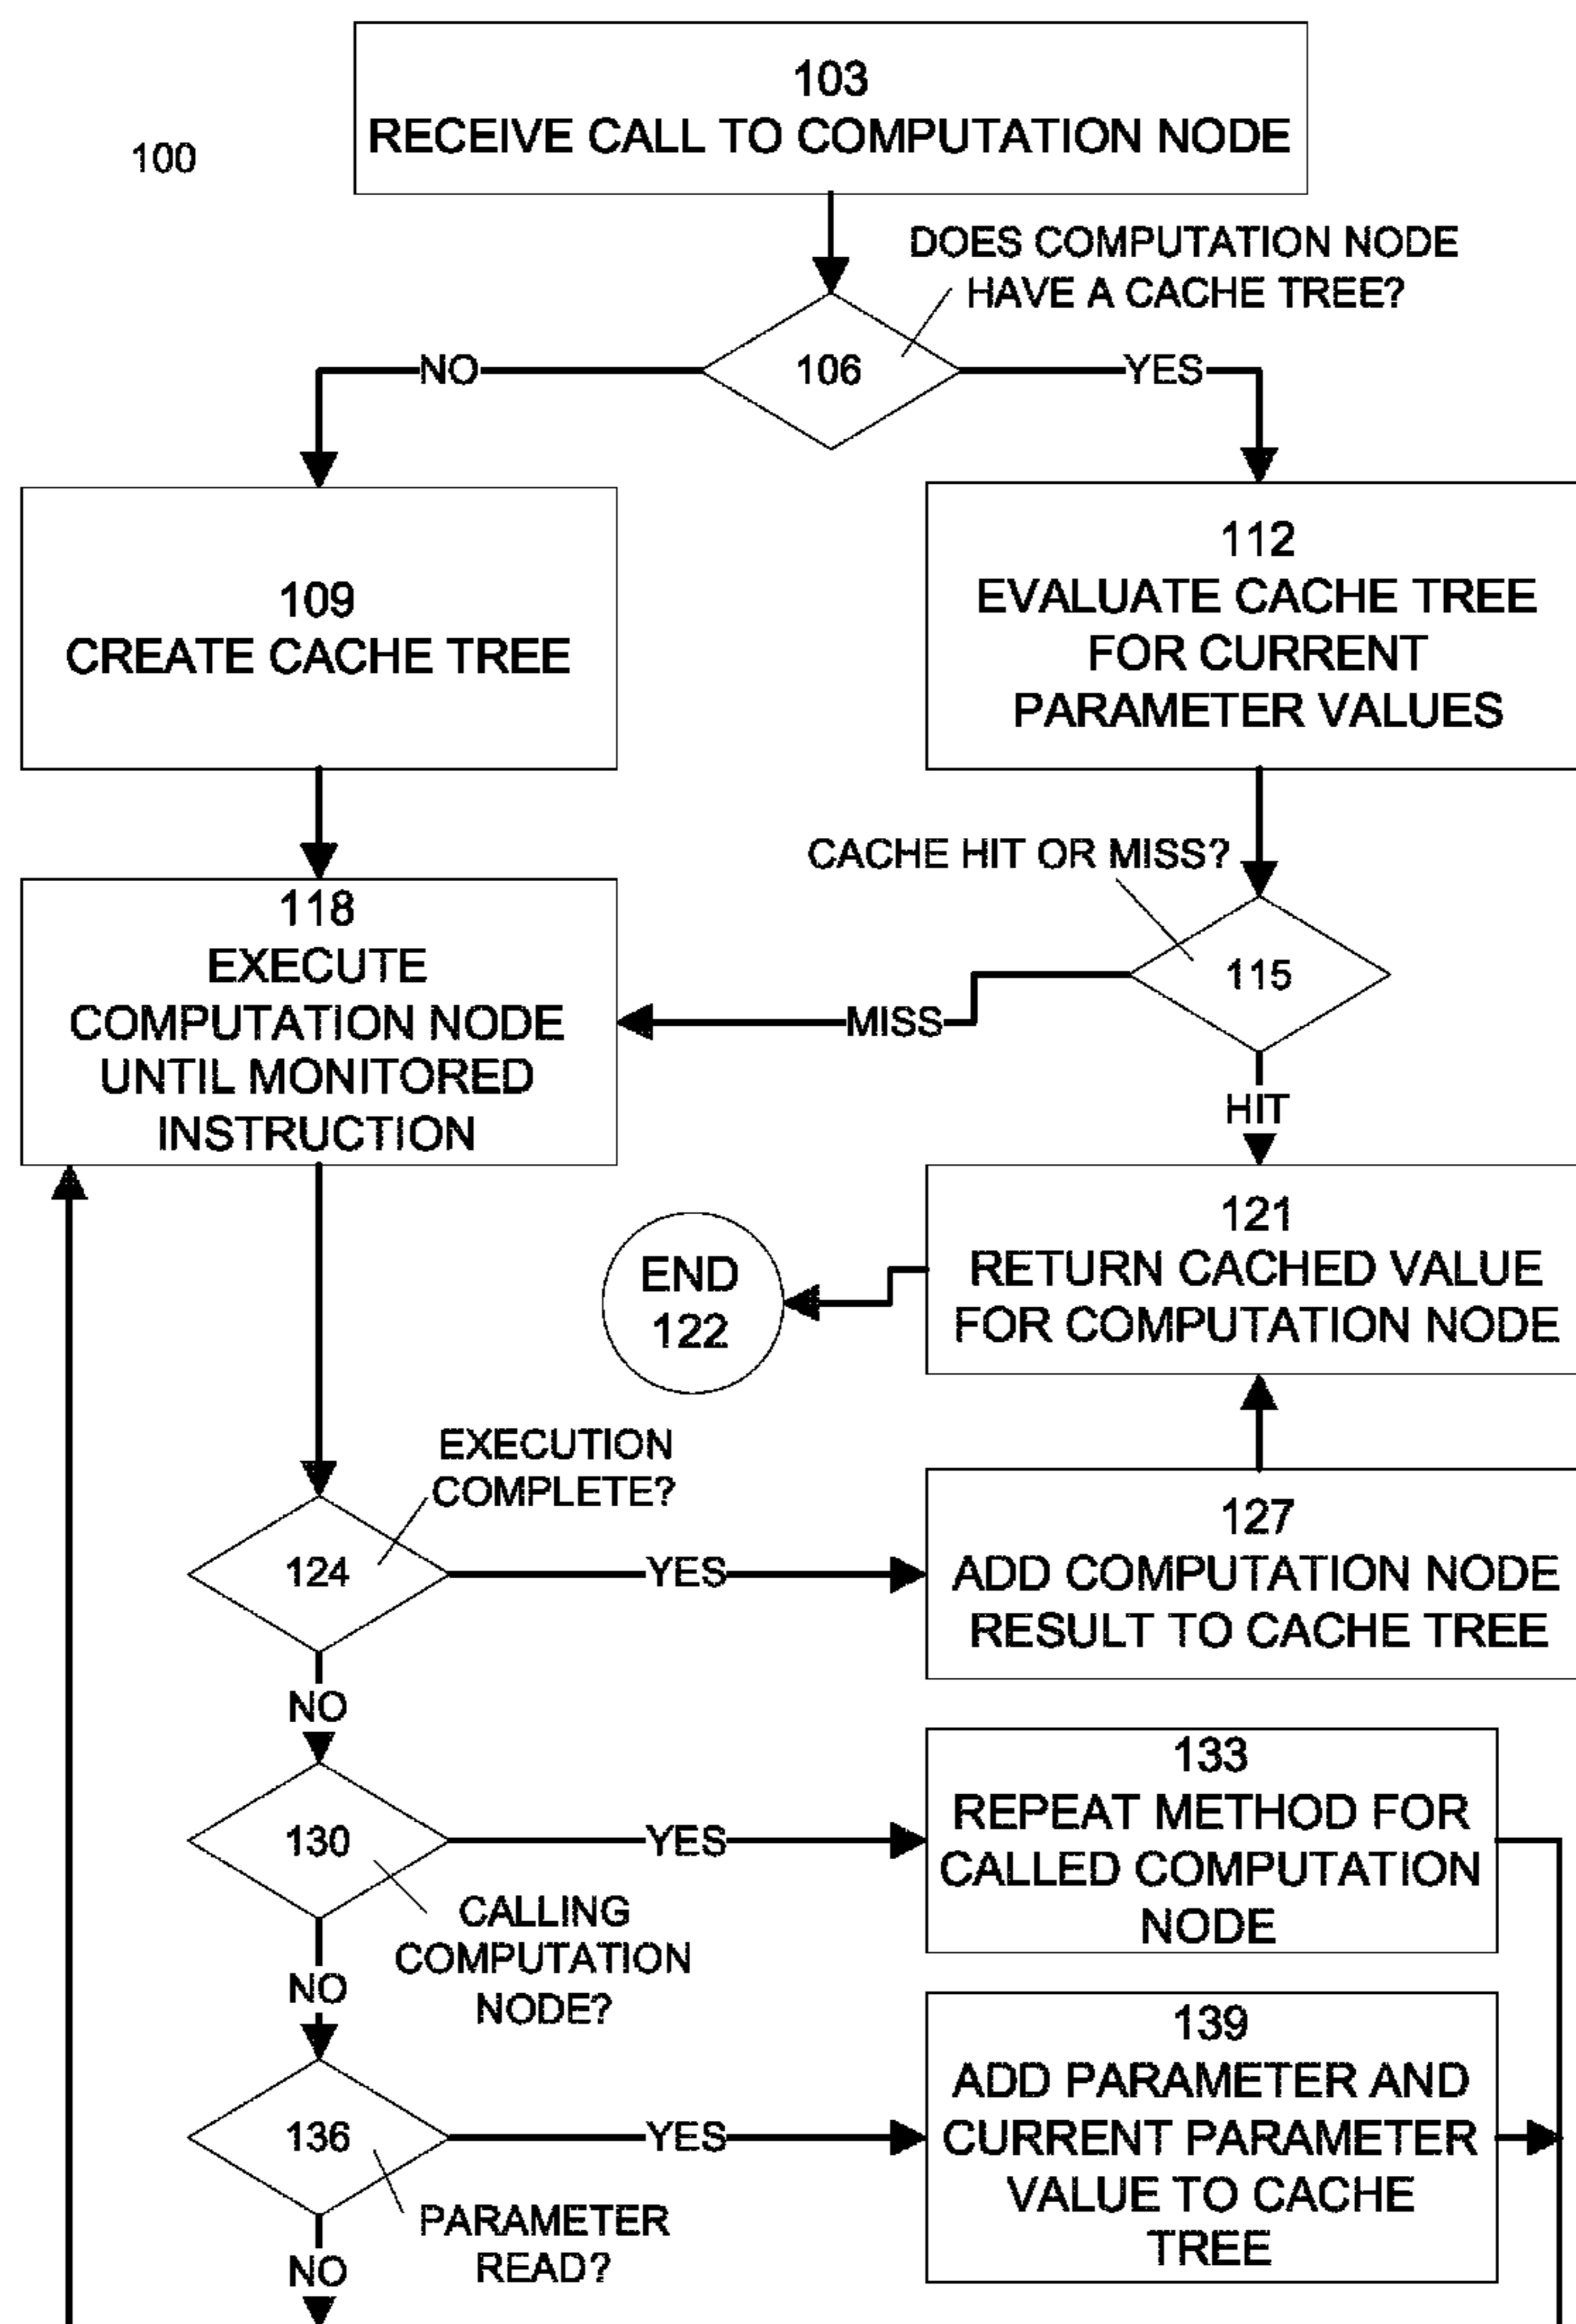 103
RECEIVE CALL TO COMPUTATION NODE
100
DOES COMPUTATION NODE
HAVE A CACHE TREE?
106
NO
YES
109
CREATE CACHE TREE
112
EVALUATE CACHE TREE
FOR CURRENT
PARAMETER VALUES
CACHE HIT OR MISS?
115
118
EXECUTE
COMPUTATION NODE
UNTIL MONITORED
INSTRUCTION
MISS
HIT
121
RETURN CACHED VALUE
FOR COMPUTATION NODE
END
122
EXECUTION
COMPLETE?
124
YES
127
ADD COMPUTATION NODE
RESULT TO CACHE TREE
NO
130
YES
133
REPEAT METHOD FOR
CALLED COMPUTATION
NODE
CALLING
COMPUTATION
NODE?
NO
136
YES
139
ADD PARAMETER AND
CURRENT PARAMETER
VALUE TO CACHE
TREE
PARAMETER
READ?
NO